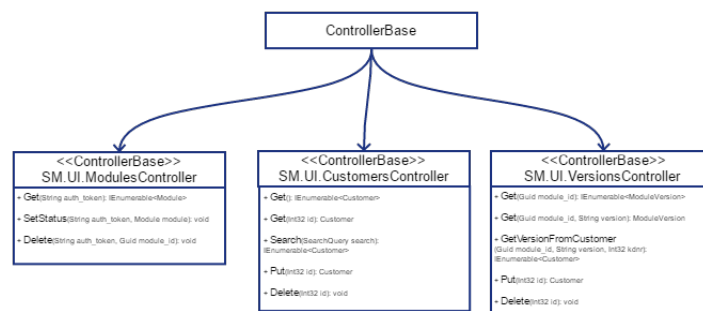 ControllerBase
<<ControllerBase>>
SM.UI.ModulesController
+ Get(String auth_token): IEnumerable<Module>
+ SetStatus(String auth_token, Module module): void
+ Delete(String auth_token, Guid module_id): void
<<ControllerBase>>
SM.UI.CustomersController
+ Get(): IEnumerable<Customer>
+ Get(Int32 id): Customer
+ Search(SearchQuery search):
IEnumerable<Customer>
+ Put(Int32 id): Customer
+ Delete(Int32 id): void
<<ControllerBase>>
SM.UI.VersionsController
+ Get(Guid module_id): IEnumerable<ModuleVersion>
+ Get(Guid module_id, String version): ModuleVersion
+ GetVersionFromCustomer
(Guid module_id, String version, Int32 kdnr):
IEnumerable<Customer>
+ Put(Int32 id): Customer
+ Delete(Int32 id): void